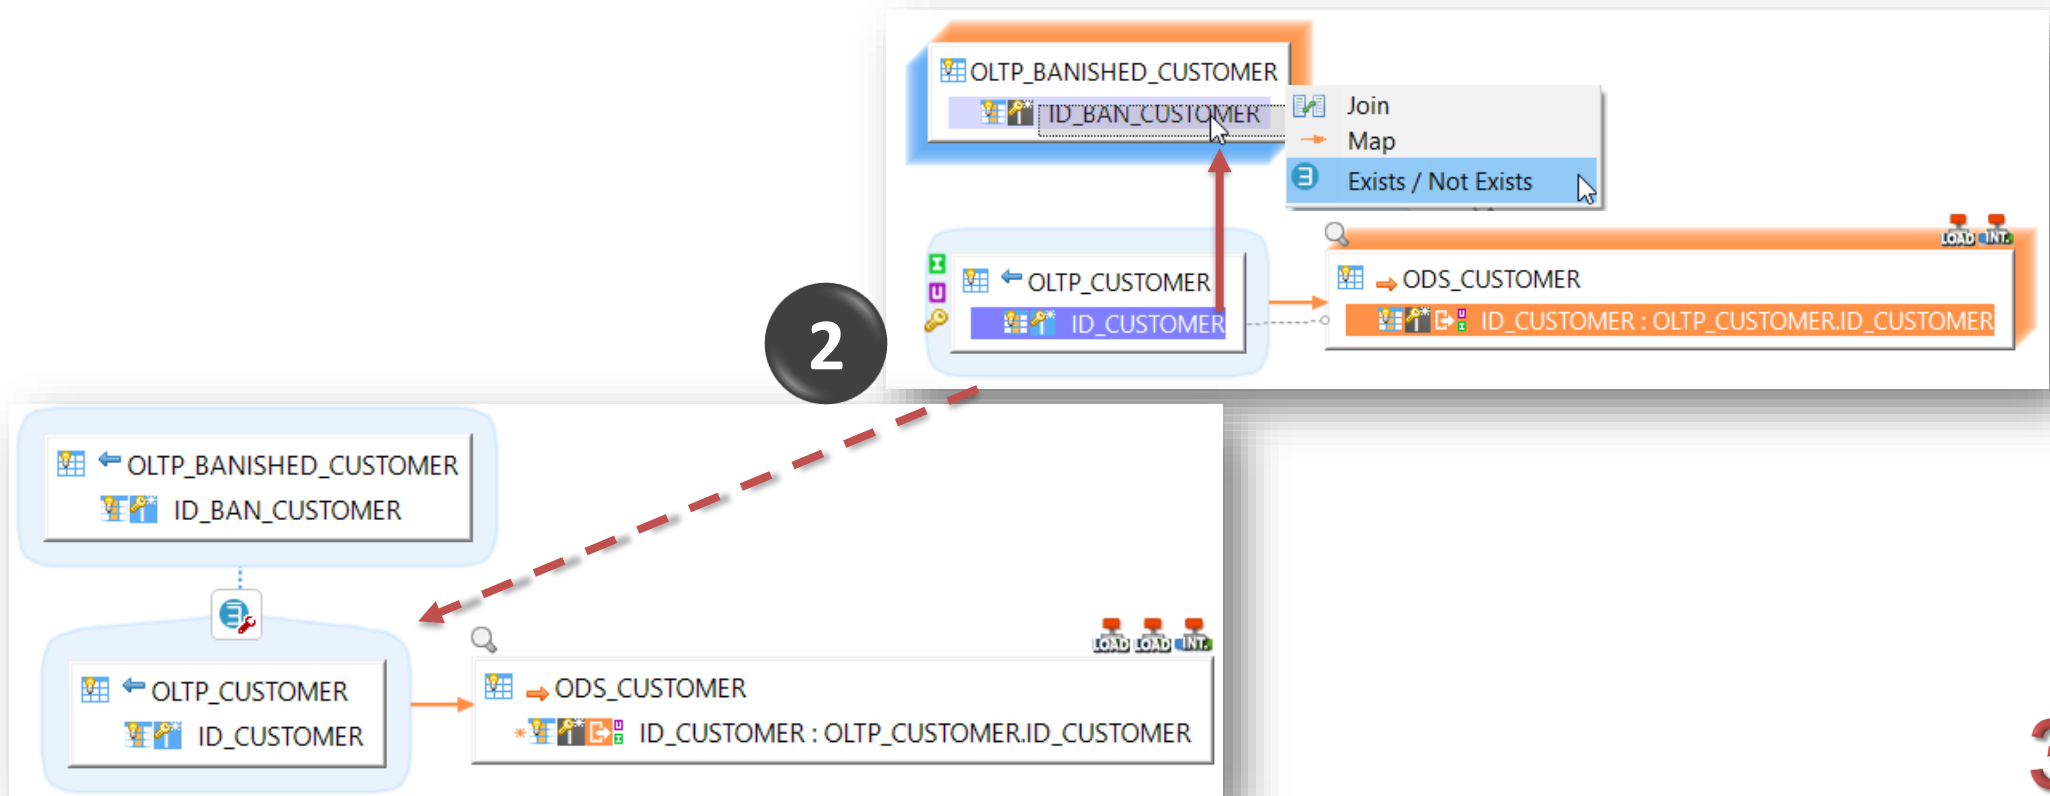 OLTP_BANISHED_CUSTOMER
ID_BAN_CUSTOMER
Join
Map
Exists / Not Exists
LOAD INT.
I
U
OLTP_CUSTOMER
ID_CUSTOMER
ODS_CUSTOMER
U
I
ID_CUSTOMER : OLTP_CUSTOMER.ID_CUSTOMER
2
OLTP_BANISHED_CUSTOMER
ID_BAN_CUSTOMER
LOAD LOAD INT.
OLTP_CUSTOMER
ID_CUSTOMER
ODS_CUSTOMER
U
I
ID_CUSTOMER : OLTP_CUSTOMER.ID_CUSTOMER